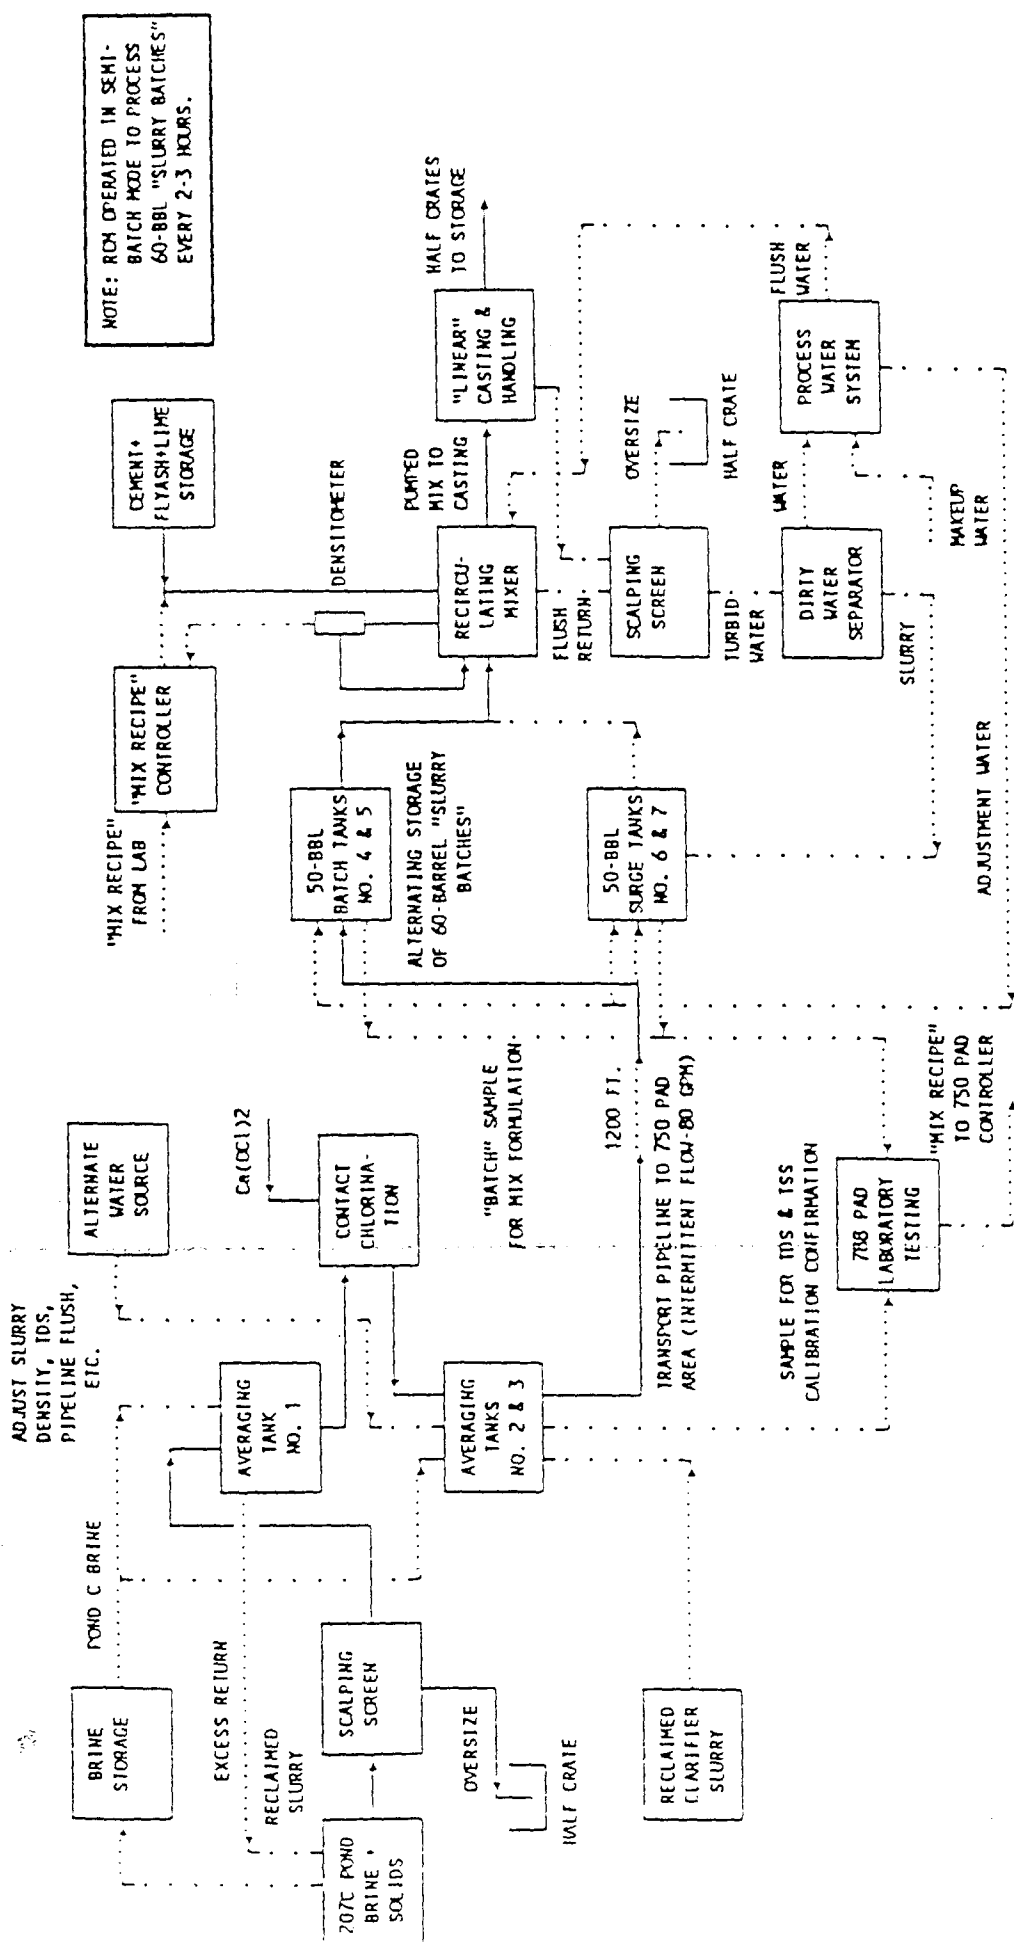 NOTE: RCM OPERATED IN SEMI-
BATCH MODE TO PROCESS
60-BBL "SLURRY BATCHES"
EVERY 2-3 HOURS.
ADJUST SLURRY
DENSITY, TDS,
PIPELINE FLUSH,
ETC.
BRINE
STORAGE
POND C BRINE
EXCESS RETURN
RECLAIMED
SLURRY
207C POND
BRINE +
SOLIDS
SCALPING
SCREEN
OVERSIZE
HALF CRATE
RECLAIMED
CLARIFIER
SLURRY
AVERAGING
TANK
NO. 1
AVERAGING
TANKS
NO. 2 & 3
ALTERNATE
WATER
SOURCE
Ca(OCl)2
CONTACT
CHLORINA-
TION
"BATCH" SAMPLE
FOR MIX FORMULATION
1200 FT.
TRANSPORT PIPELINE TO 750 PAD
AREA (INTERMITTENT FLOW-80 GPM)
SAMPLE FOR TDS & TSS
CALIBRATION CONFIRMATION
788 PAD
LABORATORY
TESTING
"MIX RECIPE"
TO 750 PAD
CONTROLLER
"MIX RECIPE"
FROM LAB
"MIX RECIPE"
CONTROLLER
CEMENT+
FLYASH+LIME
STORAGE
DENSITOMETER
50-BBL
BATCH TANKS
NO. 4 & 5
ALTERNATING STORAGE
OF 60-BARREL "SLURRY
BATCHES"
50-BBL
SURGE TANKS
NO. 6 & 7
RECIRCU-
LATING
MIXER
PUMPED
MIX TO
CASTING
"LINEAR"
CASTING &
HANDLING
HALF CRATES
TO STORAGE
FLUSH
RETURN
SCALPING
SCREEN
OVERSIZE
HALF CRATE
TURBID
WATER
DIRTY
WATER
SEPARATOR
WATER
SLURRY
PROCESS
WATER
SYSTEM
FLUSH
WATER
MAKEUP
WATER
ADJUSTMENT WATER